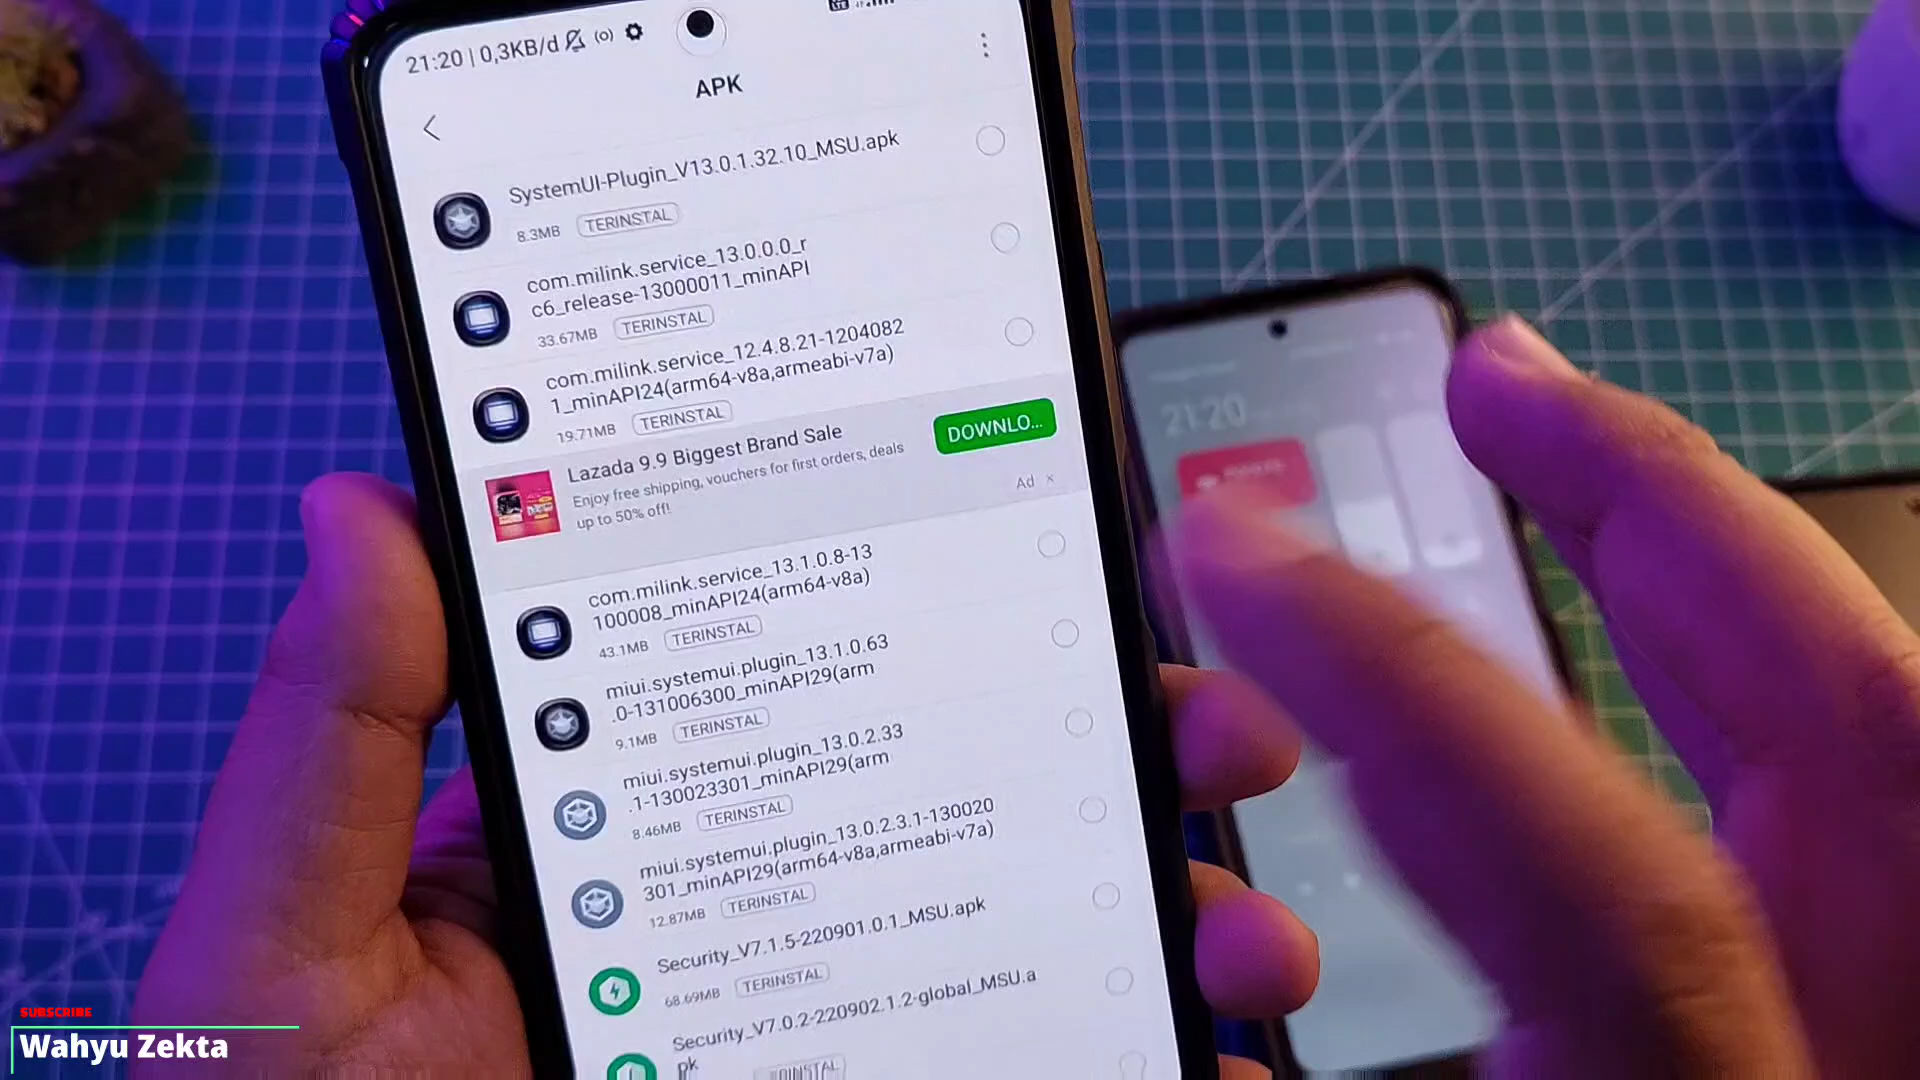 21:20 | 0,3KB/d
APK
SystemUI-Plugin_V13.0.1.32.10_MSU.apk
8.3MB TERINSTAL
com.milink.service_13.0.0.0_r
c6_release-13000011_minAPI
33.67MB TERINSTAL
com.milink.service_12.4.8.21-1204082
1_minAPI24(arm64-v8a,armeabi-v7a)
19.71MB TERINSTAL
Lazada 9.9 Biggest Brand Sale
Enjoy free shipping, vouchers for first orders, deals
up to 50% off!
DOWNLO...
Ad ×
com.milink.service_13.1.0.8-13
100008_minAPI24(arm64-v8a)
43.1MB TERINSTAL
miui.systemui.plugin_13.1.0.63
.0-131006300_minAPI29(arm
9.1MB TERINSTAL
miui.systemui.plugin_13.0.2.33
.1-130023301_minAPI29(arm
8.46MB TERINSTAL
miui.systemui.plugin_13.0.2.3.1-130020
301_minAPI29(arm64-v8a,armeabi-v7a)
12.87MB TERINSTAL
Security_V7.1.5-220901.0.1_MSU.apk
68.69MB TERINSTAL
Security_V7.0.2-220902.1.2-global_MSU.a
pk
21:20
SUBSCRIBE
Wahyu Zekta